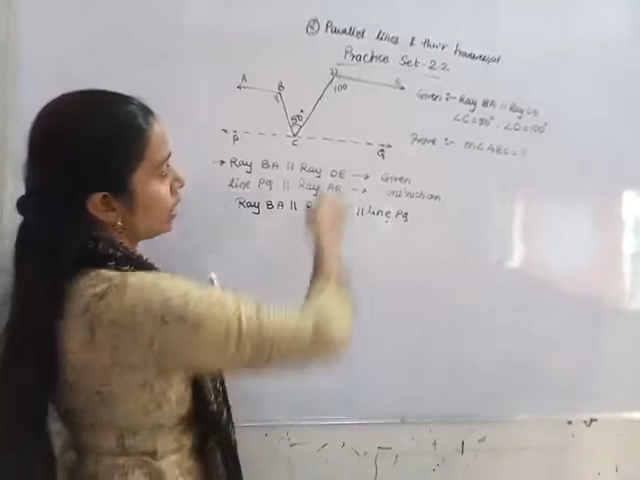 ② Parallel lines & their transversal
Practice Set-2.2
A
B
D
E
100
50°
P
C
Q
Given :- Ray BA || Ray DE
∠C=50°, ∠D=100°
Prove :- m∠ABC=?
→ Ray BA || Ray DE → Given
line PQ || Ray AB →
Ray BA || || line PQ